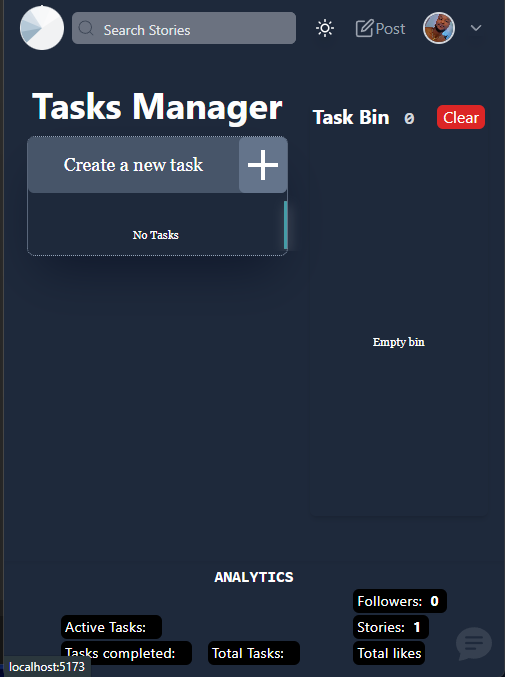 Search Stories
Post
Tasks Manager
Task Bin 0
Clear
Create a new task
No Tasks
Empty bin
ANALYTICS
Followers: 0
Active Tasks:
Stories: 1
Tasks completed:
Total Tasks:
Total likes
localhost:5173